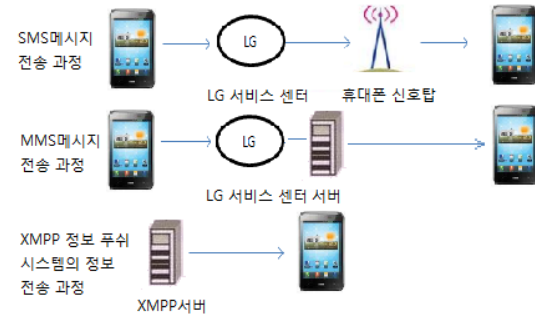 SMS메시지
전송 과정
LG
LG 서비스 센터
휴대폰 신호탑
MMS메시지
전송 과정
LG
LG 서비스 센터 서버
XMPP 정보 푸쉬
시스템의 정보
전송 과정
XMPP서버